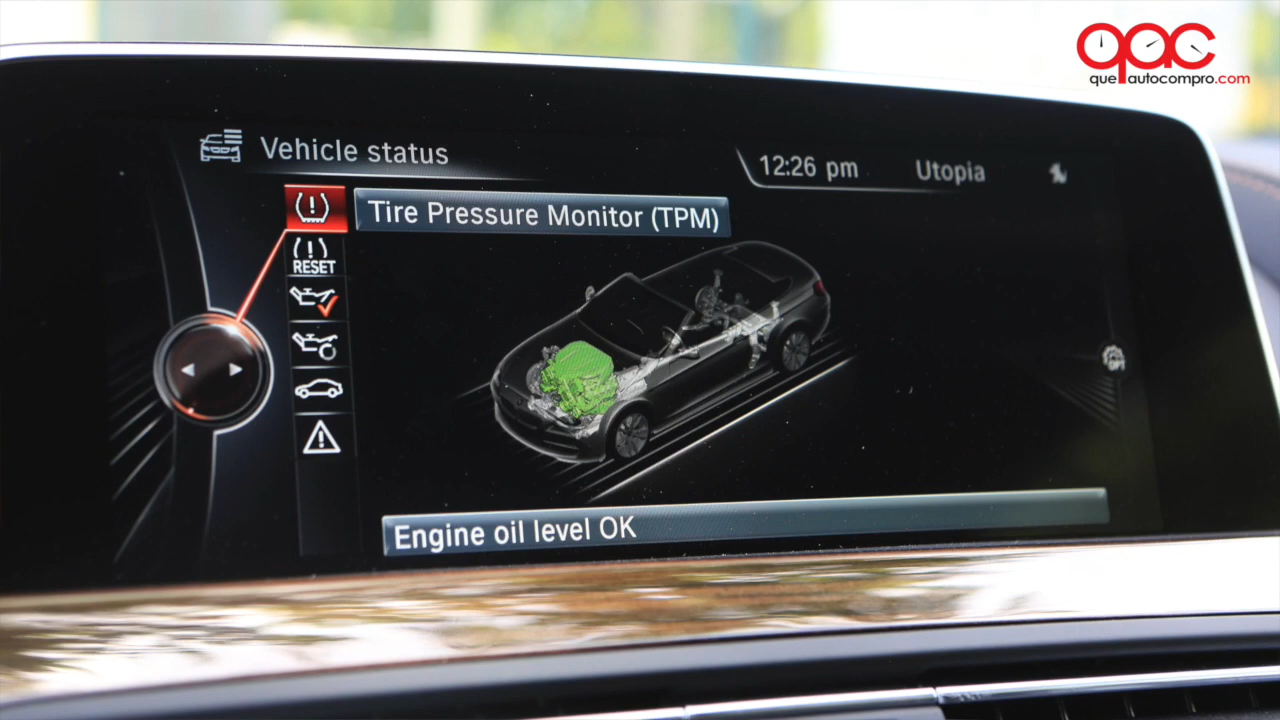 qac
queautocompro.com
Vehicle status
12:26 pm
Utopia
Tire Pressure Monitor (TPM)
RESET
Engine oil level OK